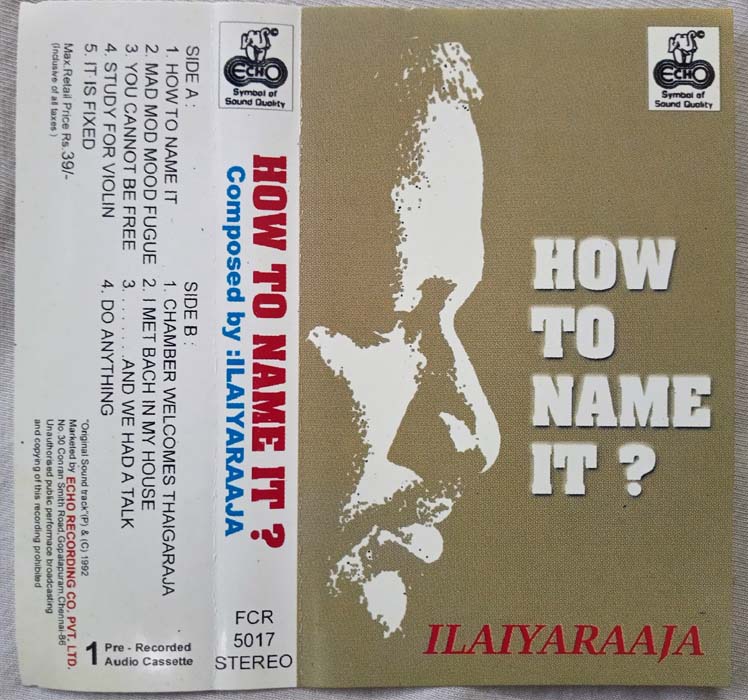 SIDE A :
1. HOW TO NAME IT
2. MAD MOD MOOD FUGUE
3. YOU CANNOT BE FREE
4. STUDY FOR VIOLIN
5. IT IS FIXED
Max.Retail Price Rs.39/-
(Inclusive of all taxes)
SIDE B :
1. CHAMBER WELCOMES THAIGARAJA
2. I MET BACH IN MY HOUSE
3. . . . . . .AND WE HAD A TALK
4. DO ANYTHING
"Original Sound track"(P) & (C) 1992
Marketed by ECHO RECORDING CO. PVT. LTD.
No.30 Conran Smith Road, Gopalapuram, Chennai-86
Unauthorised public performace broadcasting
and copying of this recording prohibited
1 Pre - Recorded
Audio Cassette
ECHO
Symbol of
Sound Quality
HOW TO NAME IT ?
Composed by :ILAIYARAAJA
FCR
5017
STEREO
ECHO
Symbol of
Sound Quality
HOW
TO
NAME
IT ?
ILAIYARAAJA